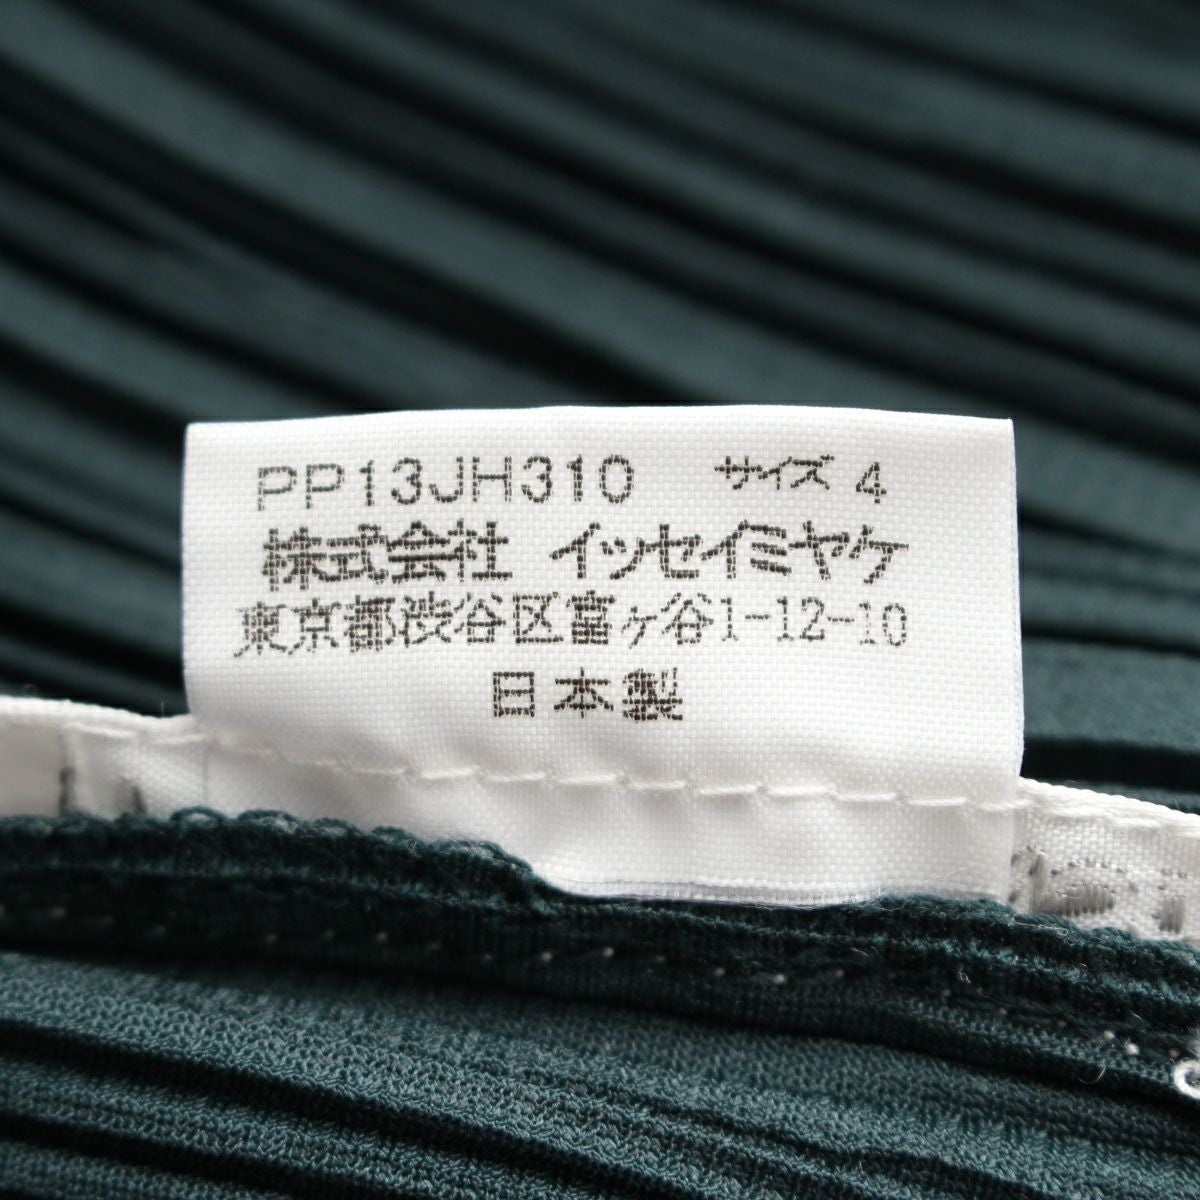 PP13JH310 サイズ 4
株式会社 イッセイミヤケ
東京都渋谷区富ヶ谷1-12-10
日本製